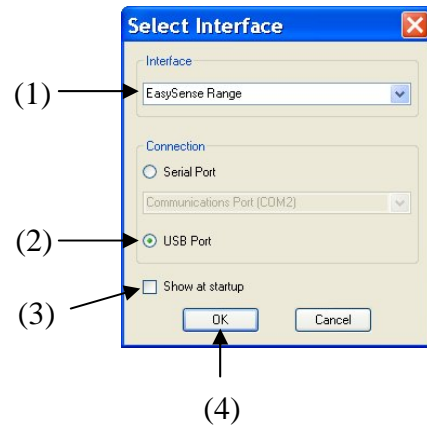 Select Interface
Interface
(1)
EasySense Range
Connection
Serial Port
Communications Port (COM2)
(2)
USB Port
(3)
Show at startup
OK
Cancel
(4)